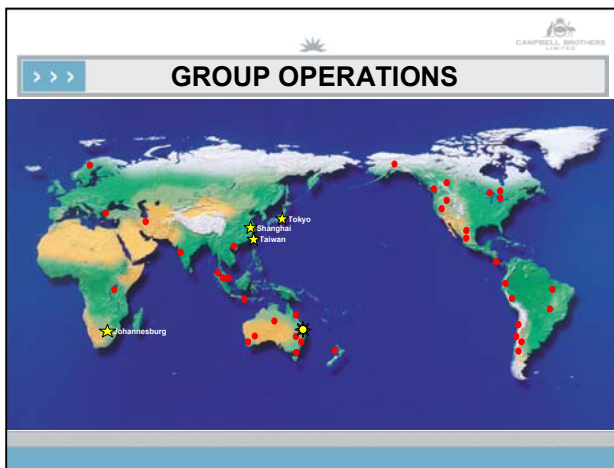 CAMPBELL BROTHERS
LIMITED
> > > GROUP OPERATIONS
Tokyo
Shanghai
Taiwan
Johannesburg